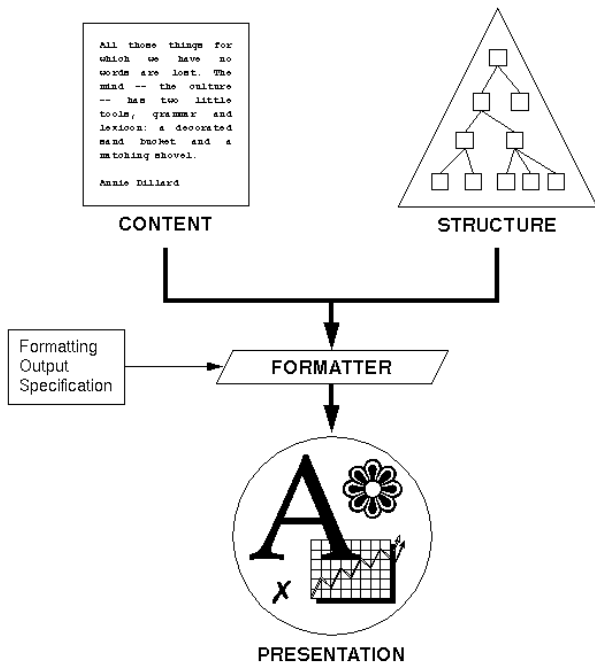 All those things for
which we have no
words are lost. The
mind -- the culture
-- has two little
tools, grammar and
lexicon: a decorated
sand bucket and a
matching shovel.
Annie Dillard
CONTENT
STRUCTURE
Formatting
Output
Specification
FORMATTER
A
x
PRESENTATION